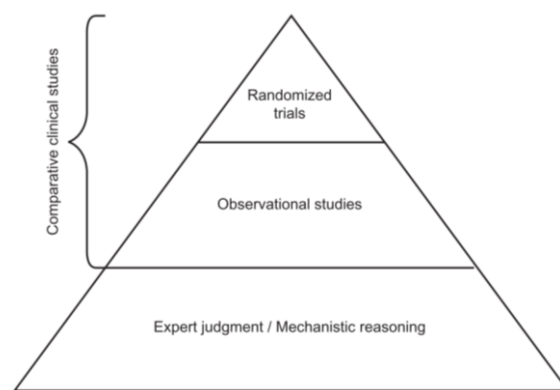 Comparative clinical studies
Randomized
trials
Observational studies
Expert judgment / Mechanistic reasoning